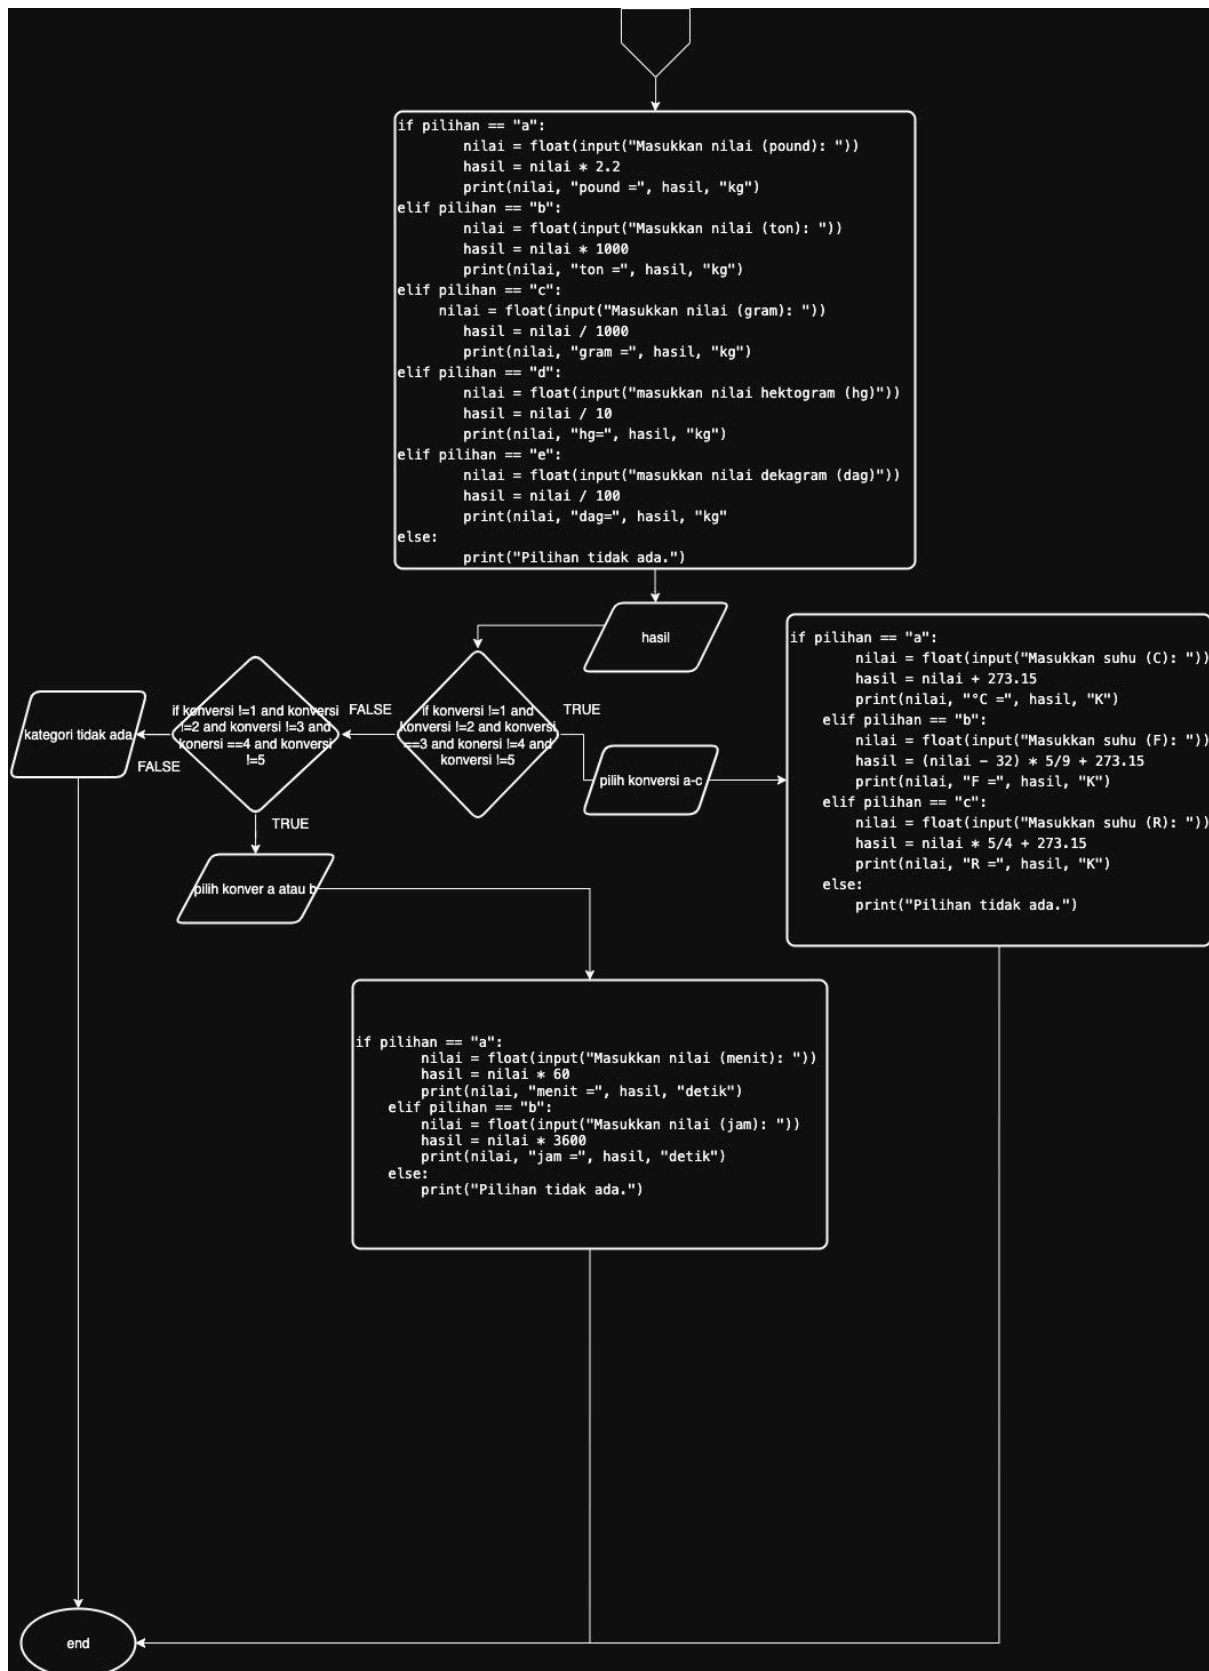 if pilihan == "a":
nilai = float(input("Masukkan nilai (pound): "))
hasil = nilai * 2.2
print(nilai, "pound =", hasil, "kg")
elif pilihan == "b":
nilai = float(input("Masukkan nilai (ton): "))
hasil = nilai * 1000
print(nilai, "ton =", hasil, "kg")
elif pilihan == "c":
nilai = float(input("Masukkan nilai (gram): "))
hasil = nilai / 1000
print(nilai, "gram =", hasil, "kg")
elif pilihan == "d":
nilai = float(input("masukkan nilai hektogram (hg)"))
hasil = nilai / 10
print(nilai, "hg=", hasil, "kg")
elif pilihan == "e":
nilai = float(input("masukkan nilai dekagram (dag)"))
hasil = nilai / 100
print(nilai, "dag=", hasil, "kg"
else:
print("Pilihan tidak ada.")
hasil
if konversi !=1 and
konversi !=2 and konversi
==3 and konersi !=4 and
konversi !=5
TRUE
FALSE
pilih konversi a-c
if pilihan == "a":
nilai = float(input("Masukkan suhu (C): "))
hasil = nilai + 273.15
print(nilai, "°C =", hasil, "K")
elif pilihan == "b":
nilai = float(input("Masukkan suhu (F): "))
hasil = (nilai - 32) * 5/9 + 273.15
print(nilai, "F =", hasil, "K")
elif pilihan == "c":
nilai = float(input("Masukkan suhu (R): "))
hasil = nilai * 5/4 + 273.15
print(nilai, "R =", hasil, "K")
else:
print("Pilihan tidak ada.")
if konversi !=1 and konversi
!=2 and konversi !=3 and
konersi ==4 and konversi
!=5
FALSE
kategori tidak ada
TRUE
pilih konver a atau b
if pilihan == "a":
nilai = float(input("Masukkan nilai (menit): "))
hasil = nilai * 60
print(nilai, "menit =", hasil, "detik")
elif pilihan == "b":
nilai = float(input("Masukkan nilai (jam): "))
hasil = nilai * 3600
print(nilai, "jam =", hasil, "detik")
else:
print("Pilihan tidak ada.")
end